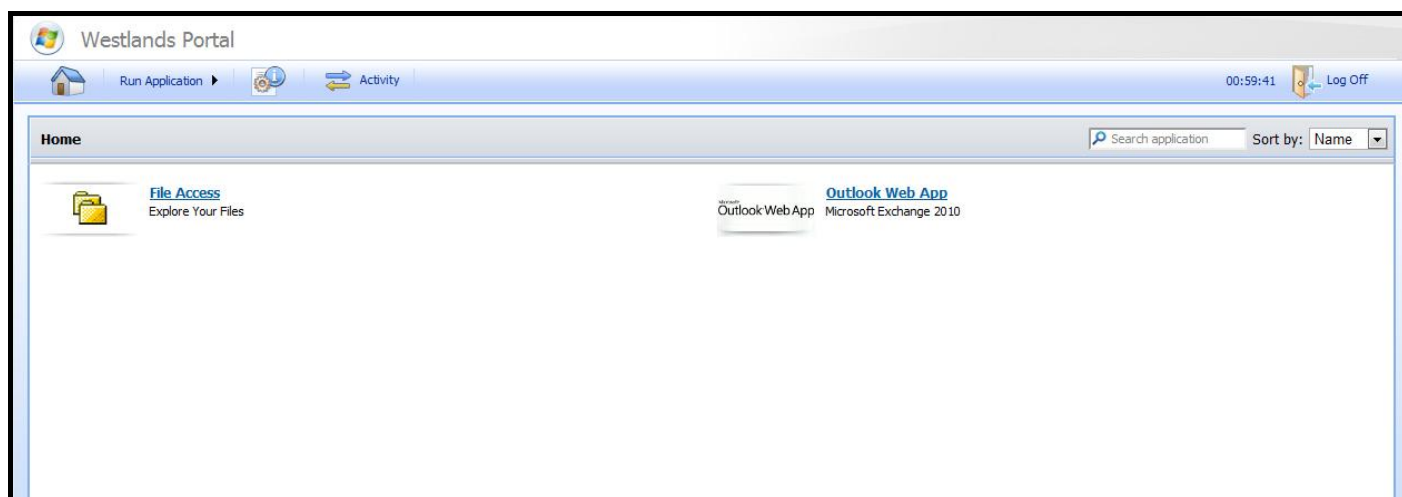 Westlands Portal
Run Application
Activity
00:59:41
Log Off
Home
Search application
Sort by: Name
File Access
Explore Your Files
Outlook Web App
Outlook Web App
Microsoft Exchange 2010